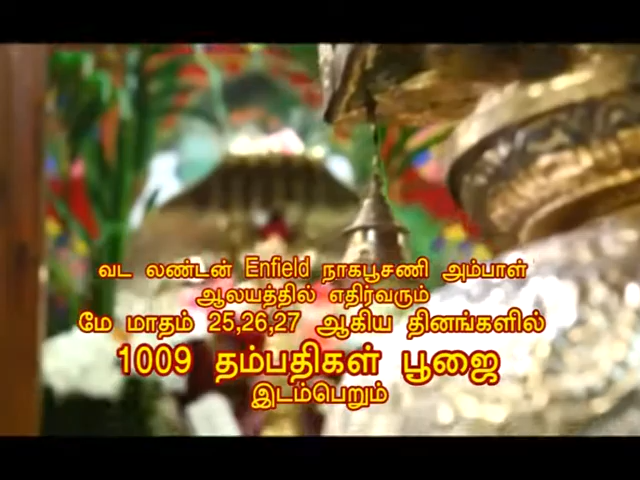 வட லண்டன் Enfield நாகபூசணி அம்பாள்
ஆலயத்தில் எதிர்வரும்
மே மாதம் 25,26,27 ஆகிய தினங்களில்
1009 தம்பதிகள் பூஜை
இடம்பெறும்